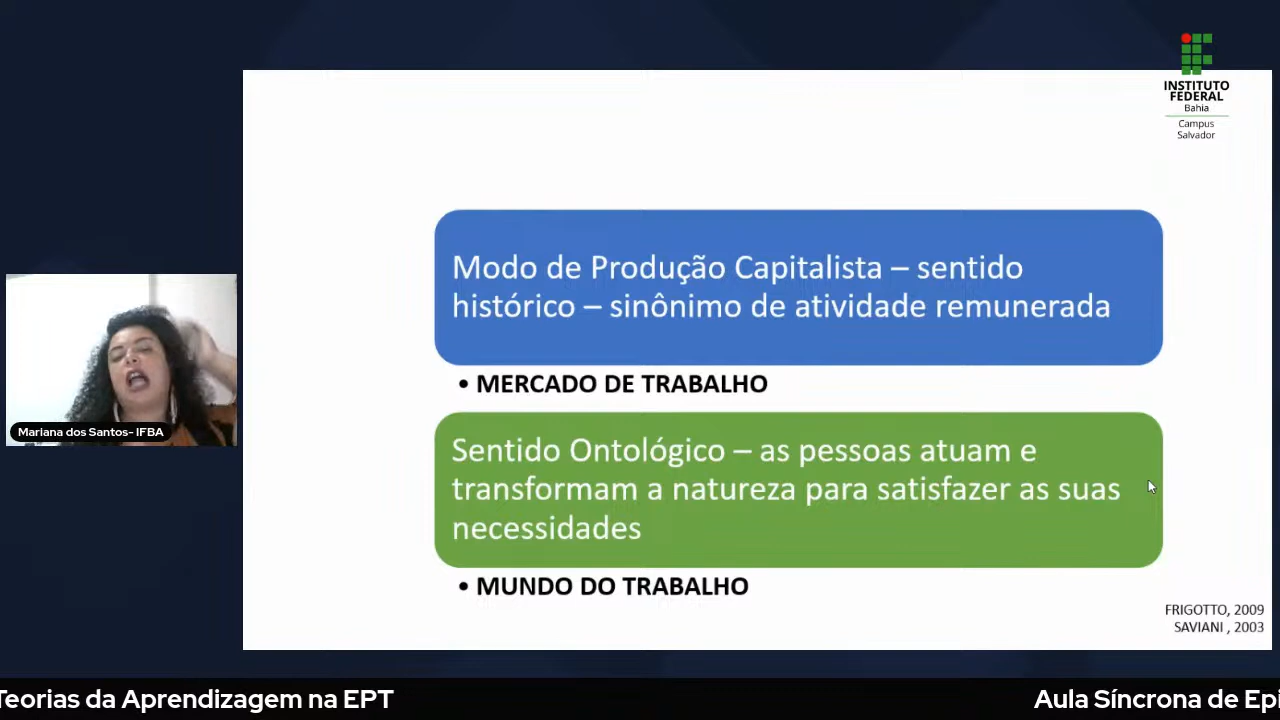 INSTITUTO
FEDERAL
Bahia
Campus
Salvador
Modo de Produção Capitalista – sentido
histórico – sinônimo de atividade remunerada
• MERCADO DE TRABALHO
Sentido Ontológico – as pessoas atuam e
transformam a natureza para satisfazer as suas
necessidades
• MUNDO DO TRABALHO
FRIGOTTO, 2009
SAVIANI , 2003
Mariana dos Santos- IFBA
Teorias da Aprendizagem na EPT
Aula Síncrona de Epi